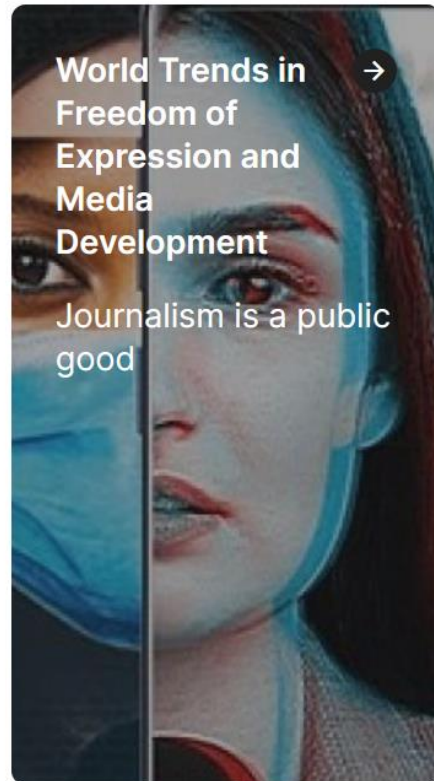 World Trends in
Freedom of
Expression and
Media
Development
Journalism is a public
good